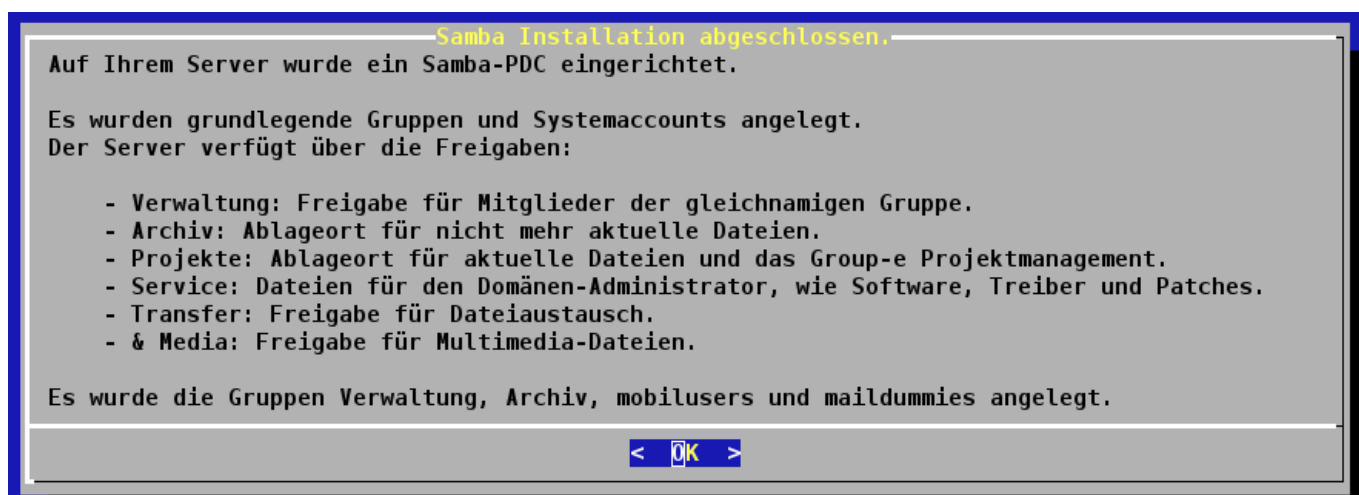 Samba Installation abgeschlossen.
Auf Ihrem Server wurde ein Samba-PDC eingerichtet.
Es wurden grundlegende Gruppen und Systemaccounts angelegt.
Der Server verfügt über die Freigaben:
- Verwaltung: Freigabe für Mitglieder der gleichnamigen Gruppe.
- Archiv: Ablageort für nicht mehr aktuelle Dateien.
- Projekte: Ablageort für aktuelle Dateien und das Group-e Projektmanagement.
- Service: Dateien für den Domänen-Administrator, wie Software, Treiber und Patches.
- Transfer: Freigabe für Dateiaustausch.
- & Media: Freigabe für Multimedia-Dateien.
Es wurde die Gruppen Verwaltung, Archiv, mobilusers und maildummies angelegt.
< OK >